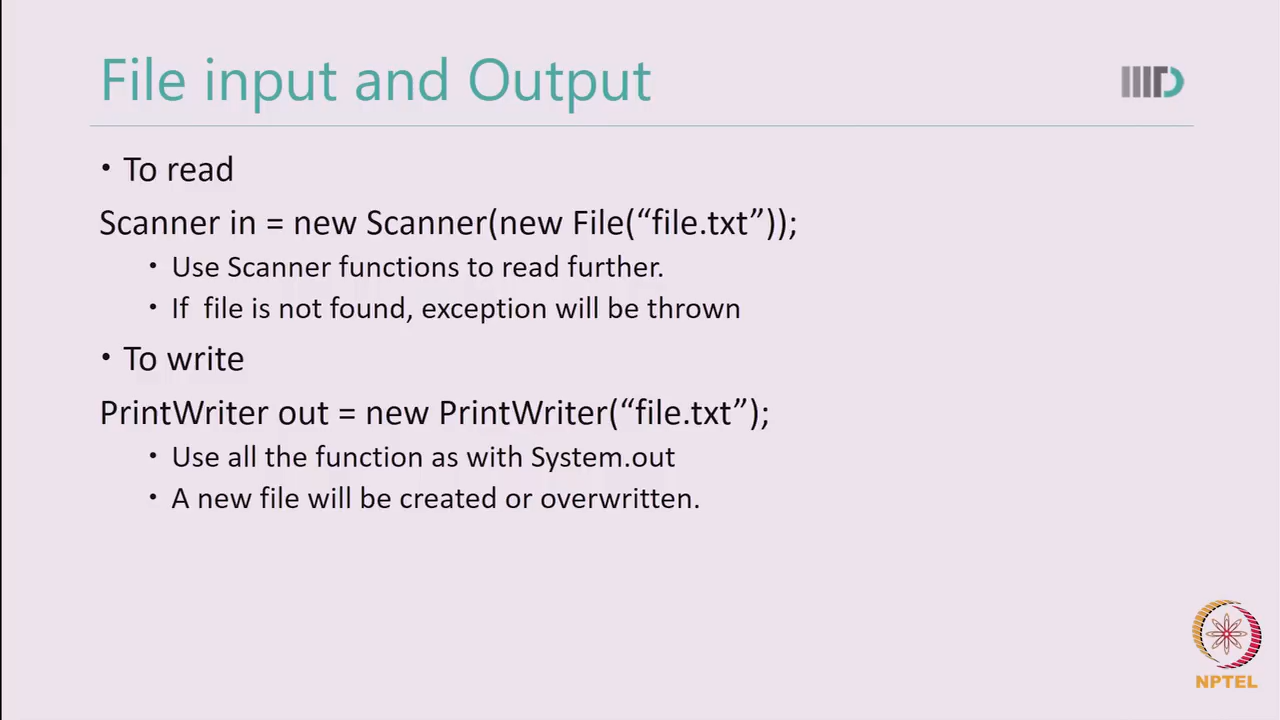 File input and Output
• To read
Scanner in = new Scanner(new File(“file.txt”));
• Use Scanner functions to read further.
• If  file is not found, exception will be thrown
• To write
PrintWriter out = new PrintWriter(“file.txt”);
• Use all the function as with System.out
• A new file will be created or overwritten.
NPTEL